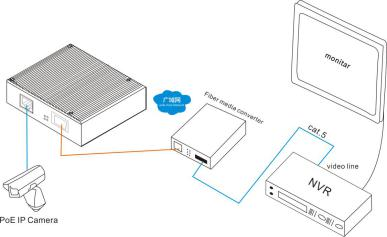 monitar
广域网
Fiber media converter
cat.5
video line
NVR
PoE IP Camera